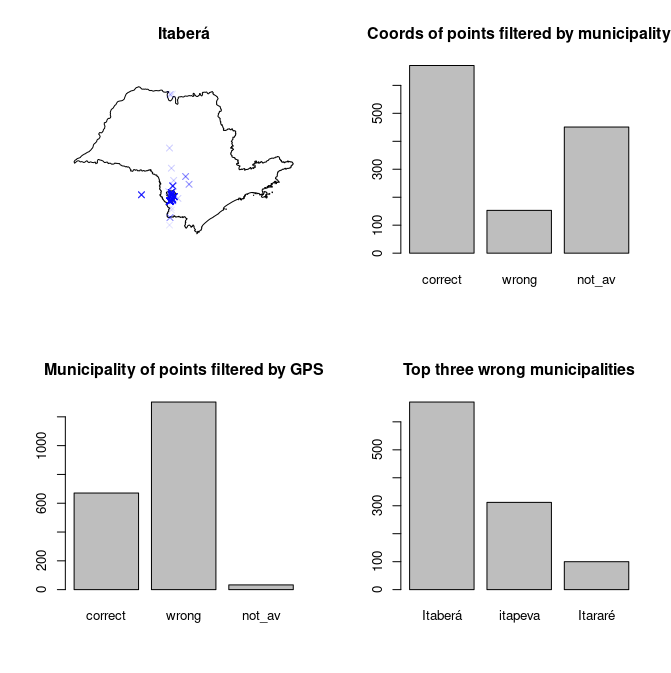 Itaberá
Coords of points filtered by municipality
500
300
100
0
correct wrong not_av
Municipality of points filtered by GPS
1000
600
200
0
correct wrong not_av
Top three wrong municipalities
500
300
100
0
Itaberá itapeva Itararé